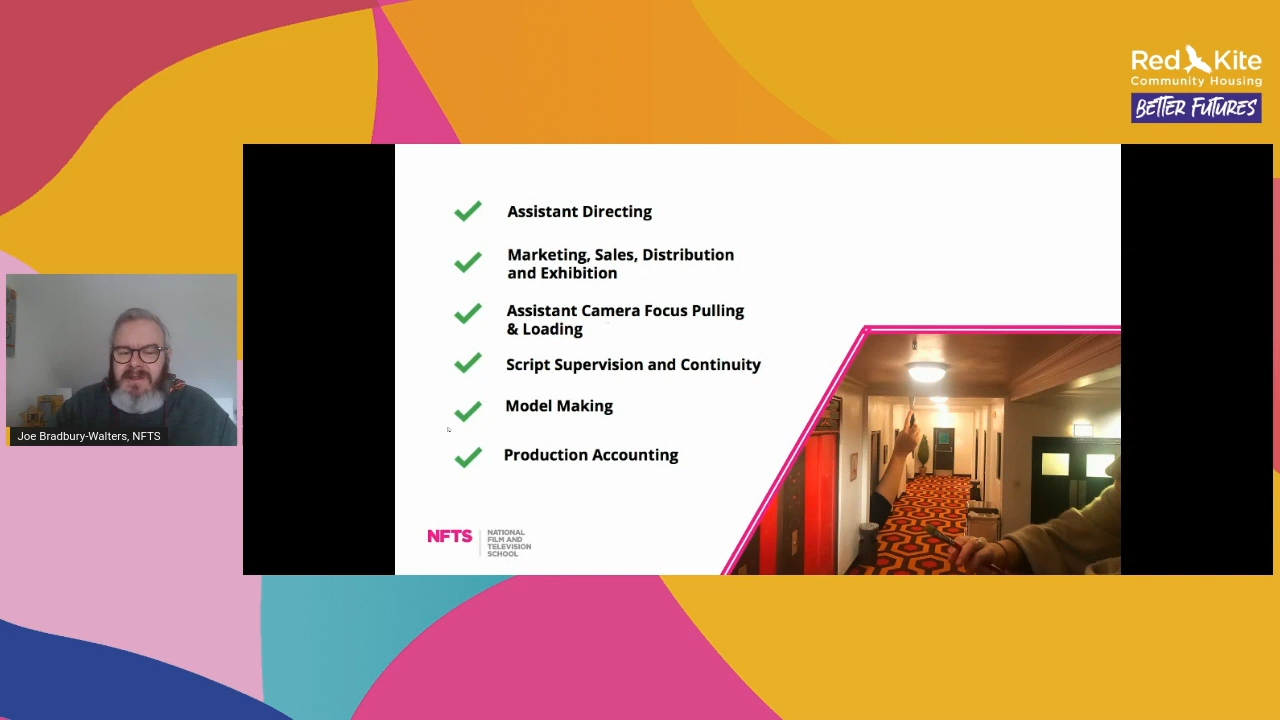 Red Kite
Community Housing
BETTER FUTURES
Assistant Directing
Marketing, Sales, Distribution
and Exhibition
Assistant Camera Focus Pulling
& Loading
Script Supervision and Continuity
Model Making
Production Accounting
Joe Bradbury-Walters, NFTS
NFTS
NATIONAL
FILM AND
TELEVISION
SCHOOL